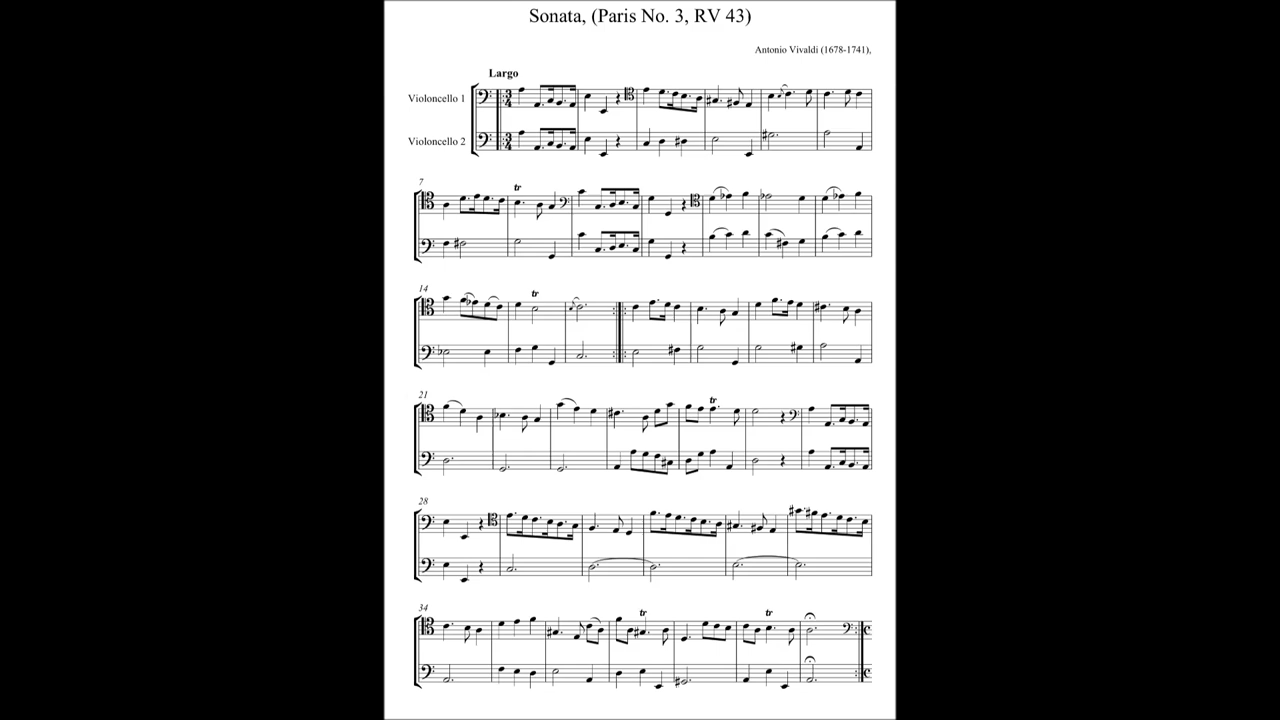 Sonata, (Paris No. 3, RV 43)
Antonio Vivaldi (1678-1741),
Largo
Violoncello 1
Violoncello 2
7
tr
14
tr
21
tr
28
34
tr
tr